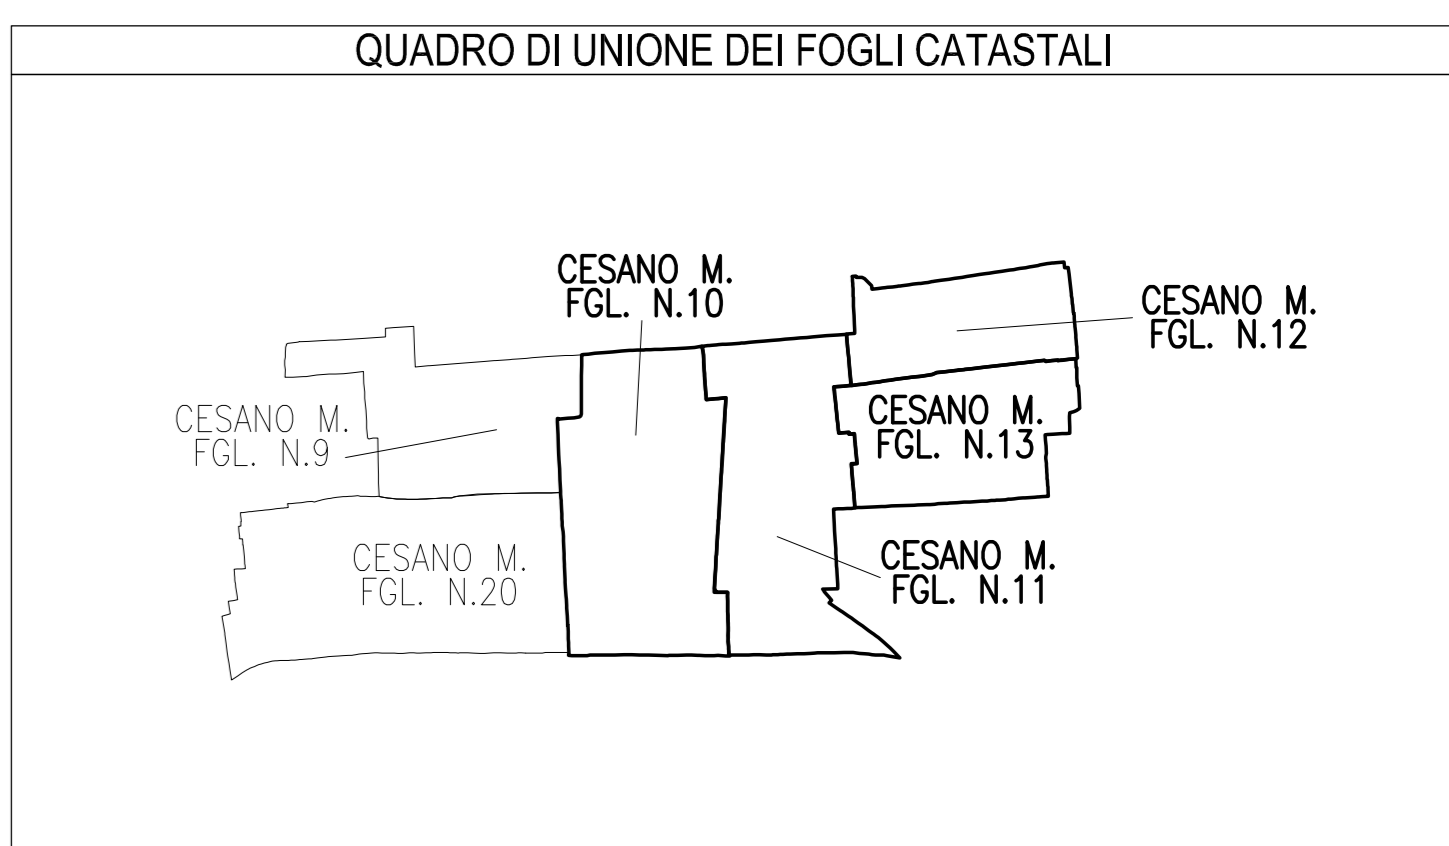 QUADRO DI UNIONE DEI FOGLI CATASTALI
CESANO M.
FGL. N.10
CESANO M.
FGL. N.12
CESANO M.
FGL. N.9
CESANO M.
FGL. N.13
CESANO M.
FGL. N.20
CESANO M.
FGL. N.11